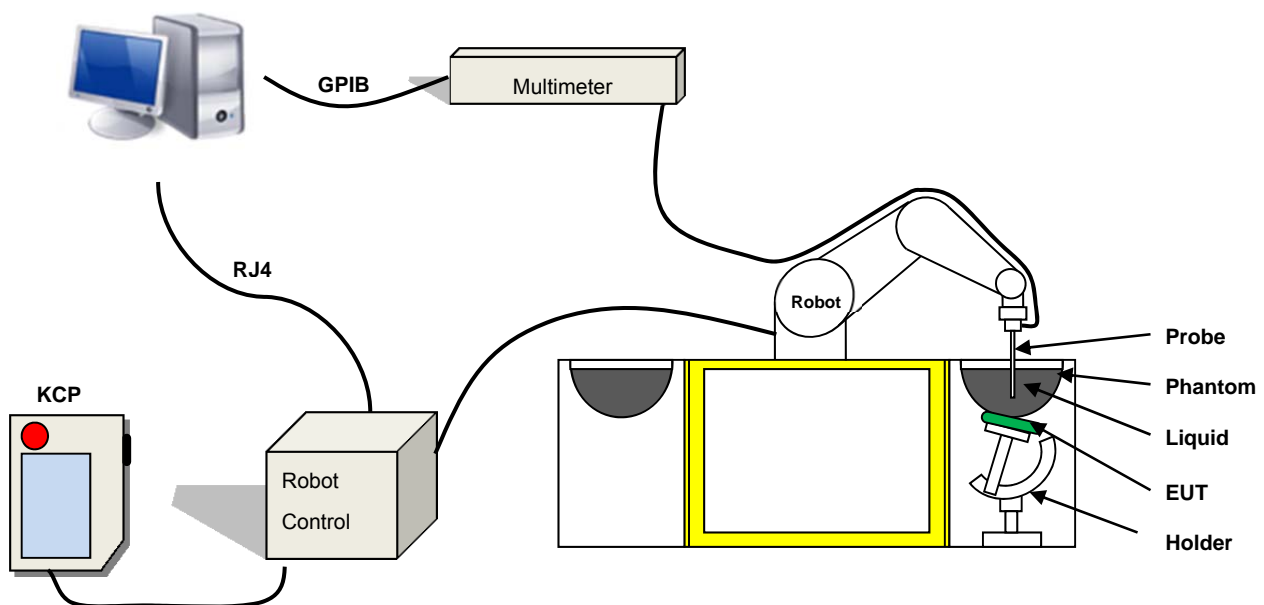 GPIB
Multimeter
RJ4
Robot
Probe
Phantom
KCP
Liquid
Robot
Control
EUT
Holder